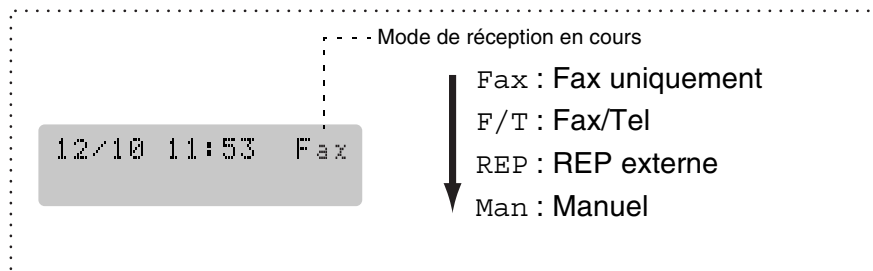 Mode de réception en cours
Fax : Fax uniquement
F/T : Fax/Tel
12/10 11:53 Fax
REP : REP externe
Man : Manuel